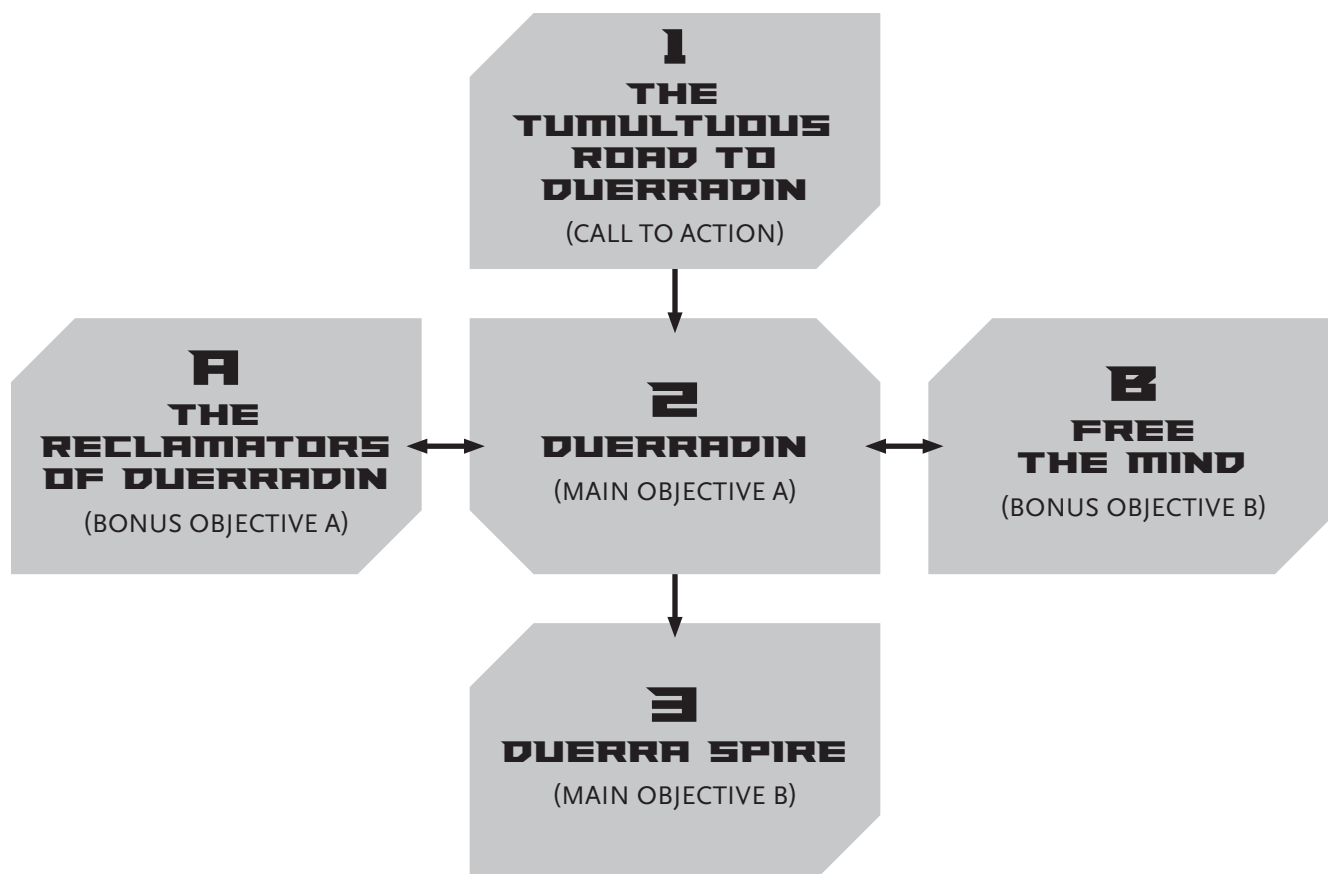 1
THE
TUMULTUOUS
ROAD TO
DUERRADIN
(CALL TO ACTION)
A
THE
RECLAMATORS
OF DUERRADIN
(BONUS OBJECTIVE A)
2
DUERRADIN
(MAIN OBJECTIVE A)
B
FREE
THE MIND
(BONUS OBJECTIVE B)
3
DUERRA SPIRE
(MAIN OBJECTIVE B)